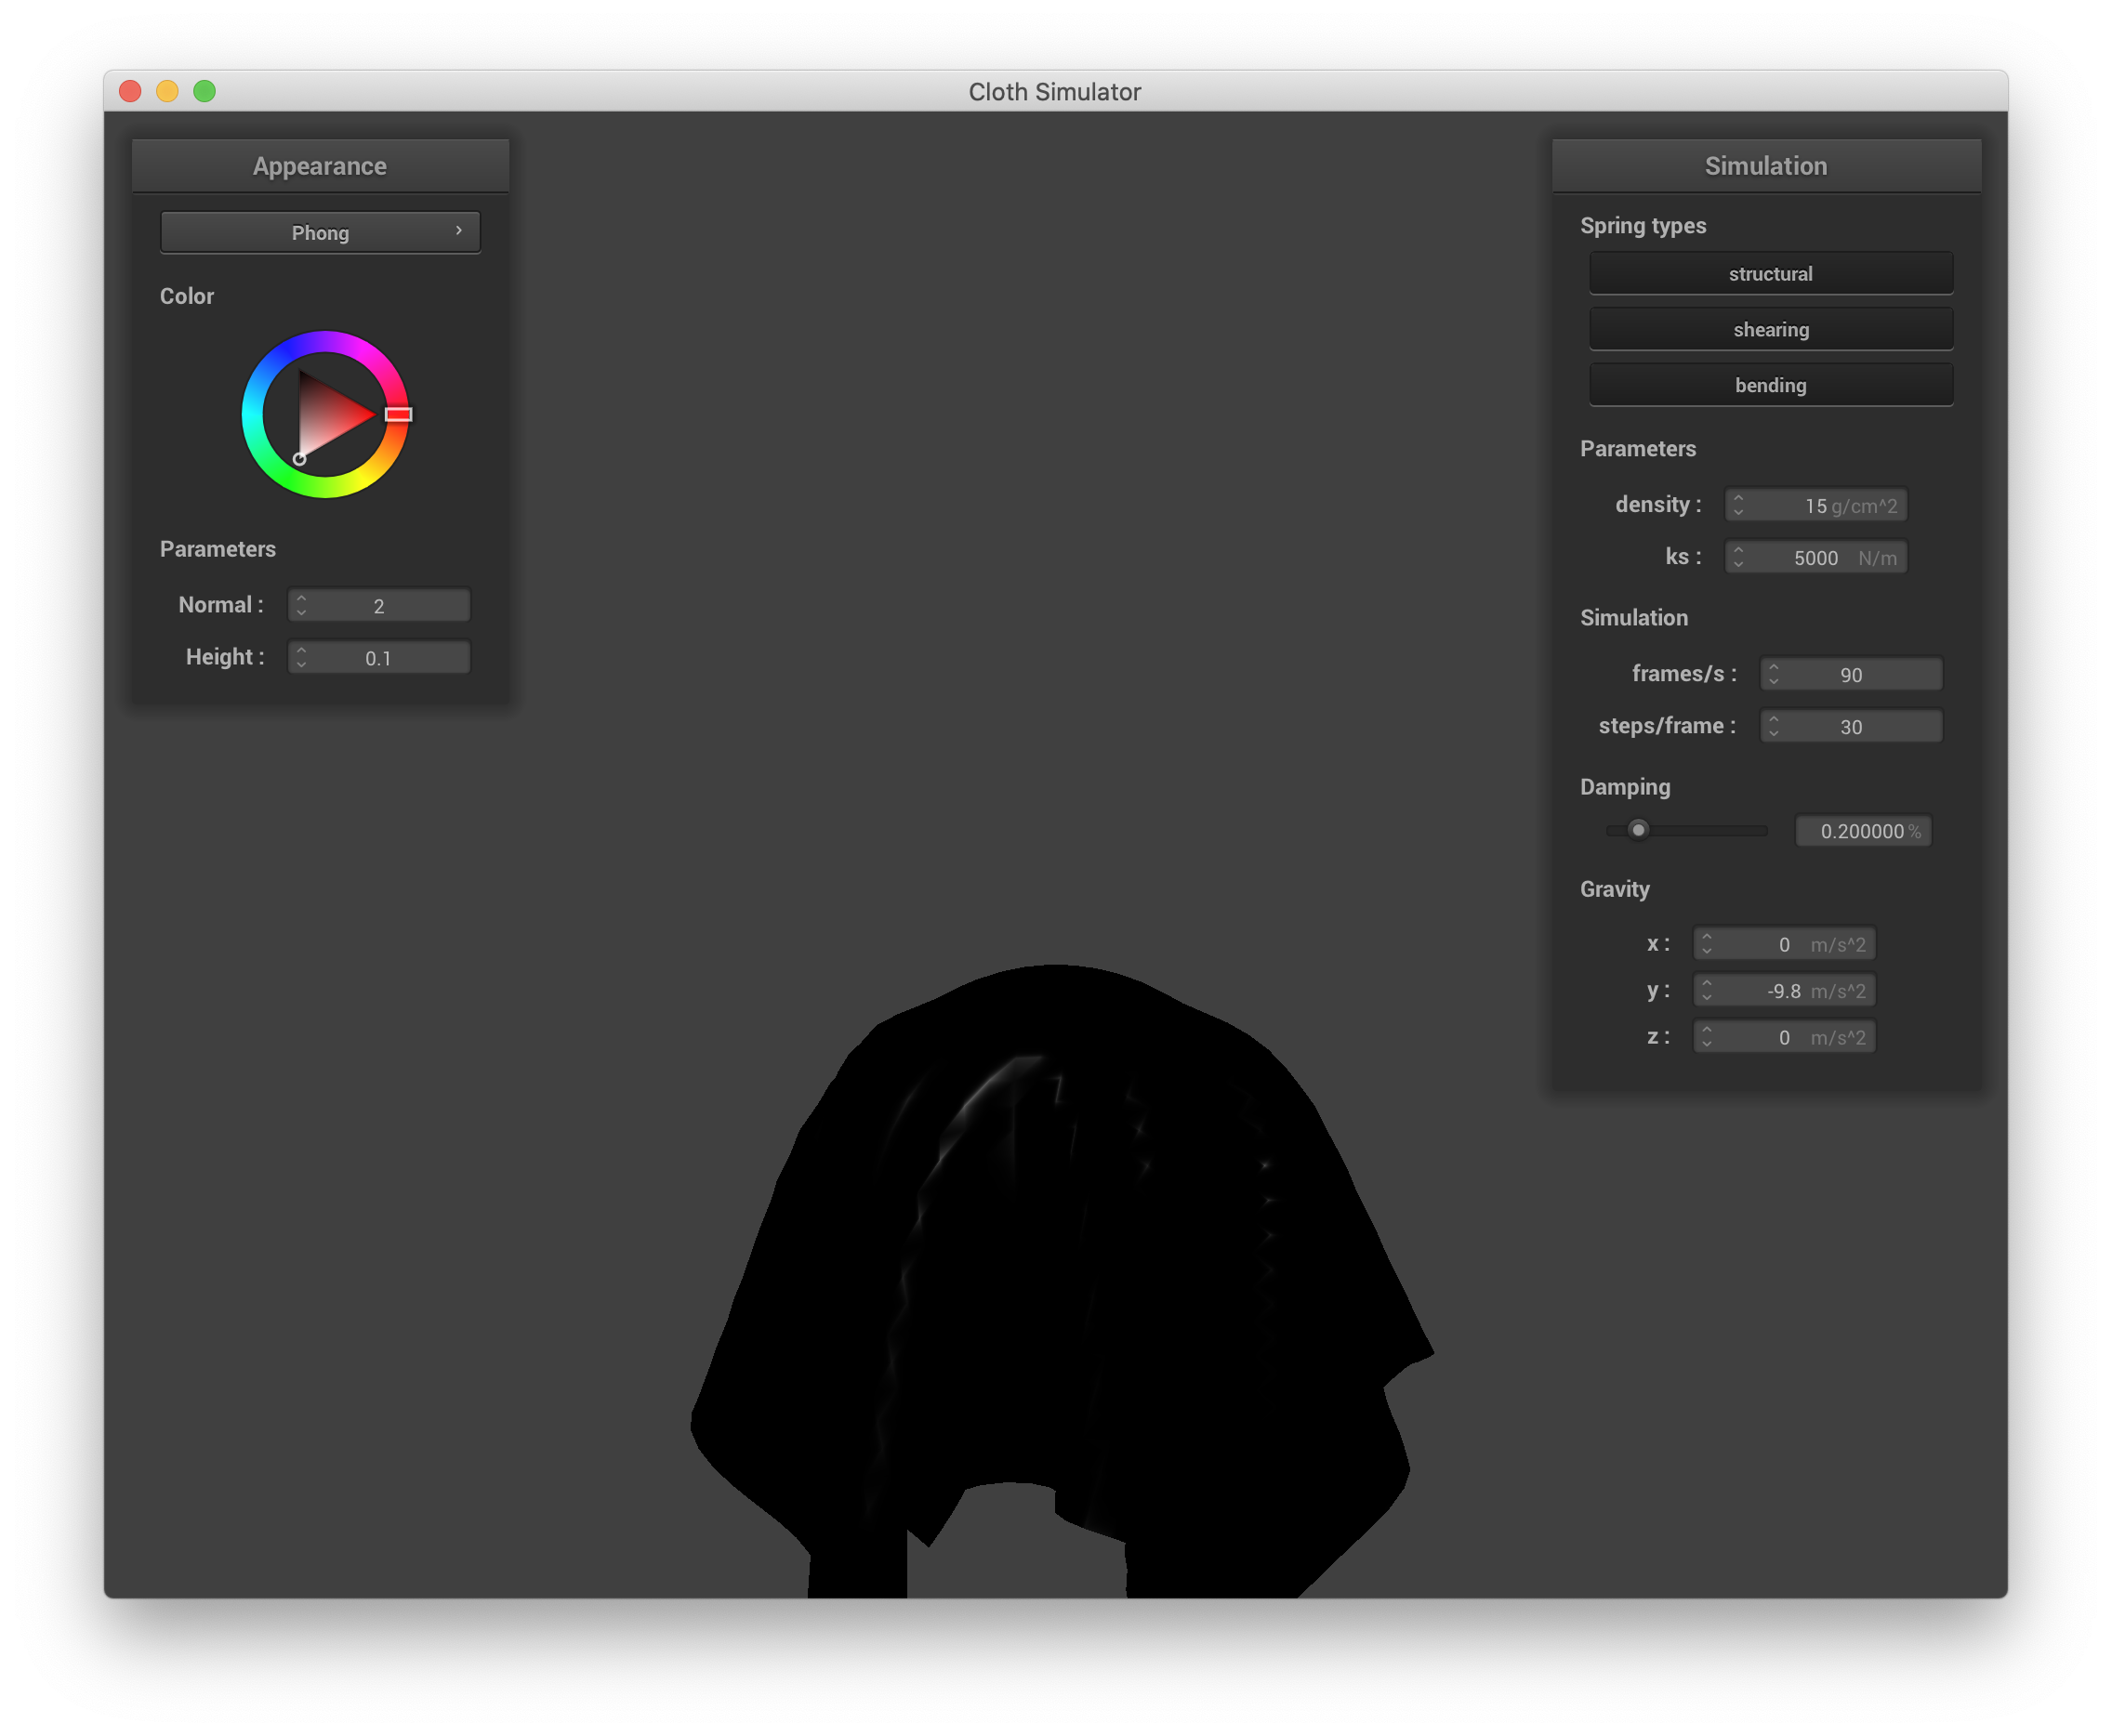 Cloth Simulator
Appearance
Phong
Color
Parameters
Normal : 2
Height : 0.1
Simulation
Spring types
structural
shearing
bending
Parameters
density : 15 g/cm^2
ks : 5000 N/m
Simulation
frames/s : 90
steps/frame : 30
Damping
0.200000 %
Gravity
x : 0 m/s^2
y : -9.8 m/s^2
z : 0 m/s^2